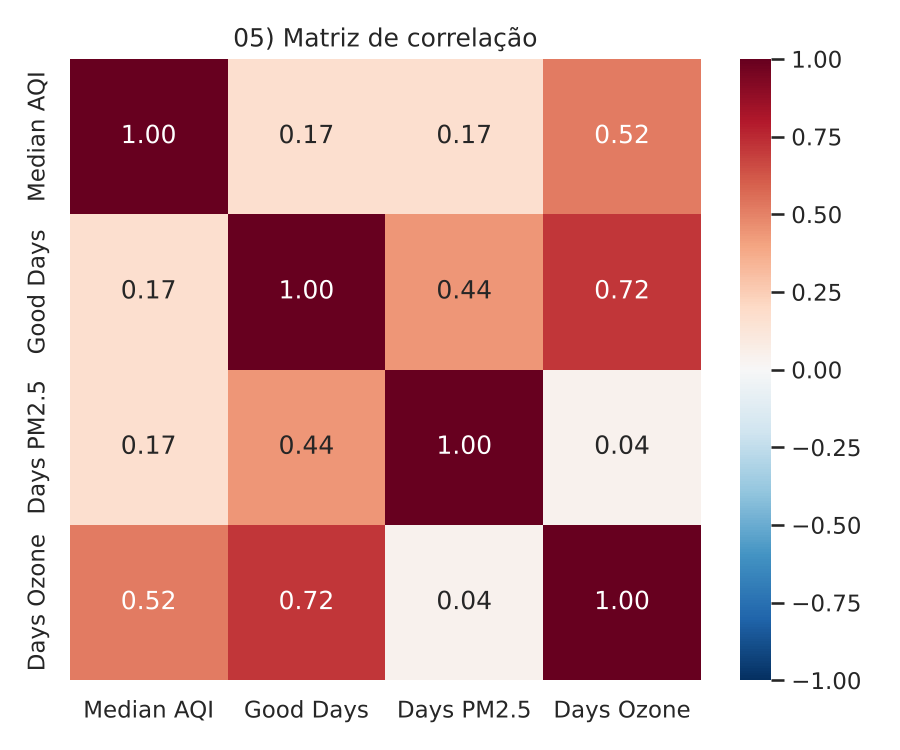 05) Matriz de correlação
Median AQI
1.00 0.17 0.17 0.52
Good Days
0.17 1.00 0.44 0.72
Days PM2.5
0.17 0.44 1.00 0.04
Days Ozone
0.52 0.72 0.04 1.00
Median AQI Good Days Days PM2.5 Days Ozone
1.00
0.75
0.50
0.25
0.00
−0.25
−0.50
−0.75
−1.00